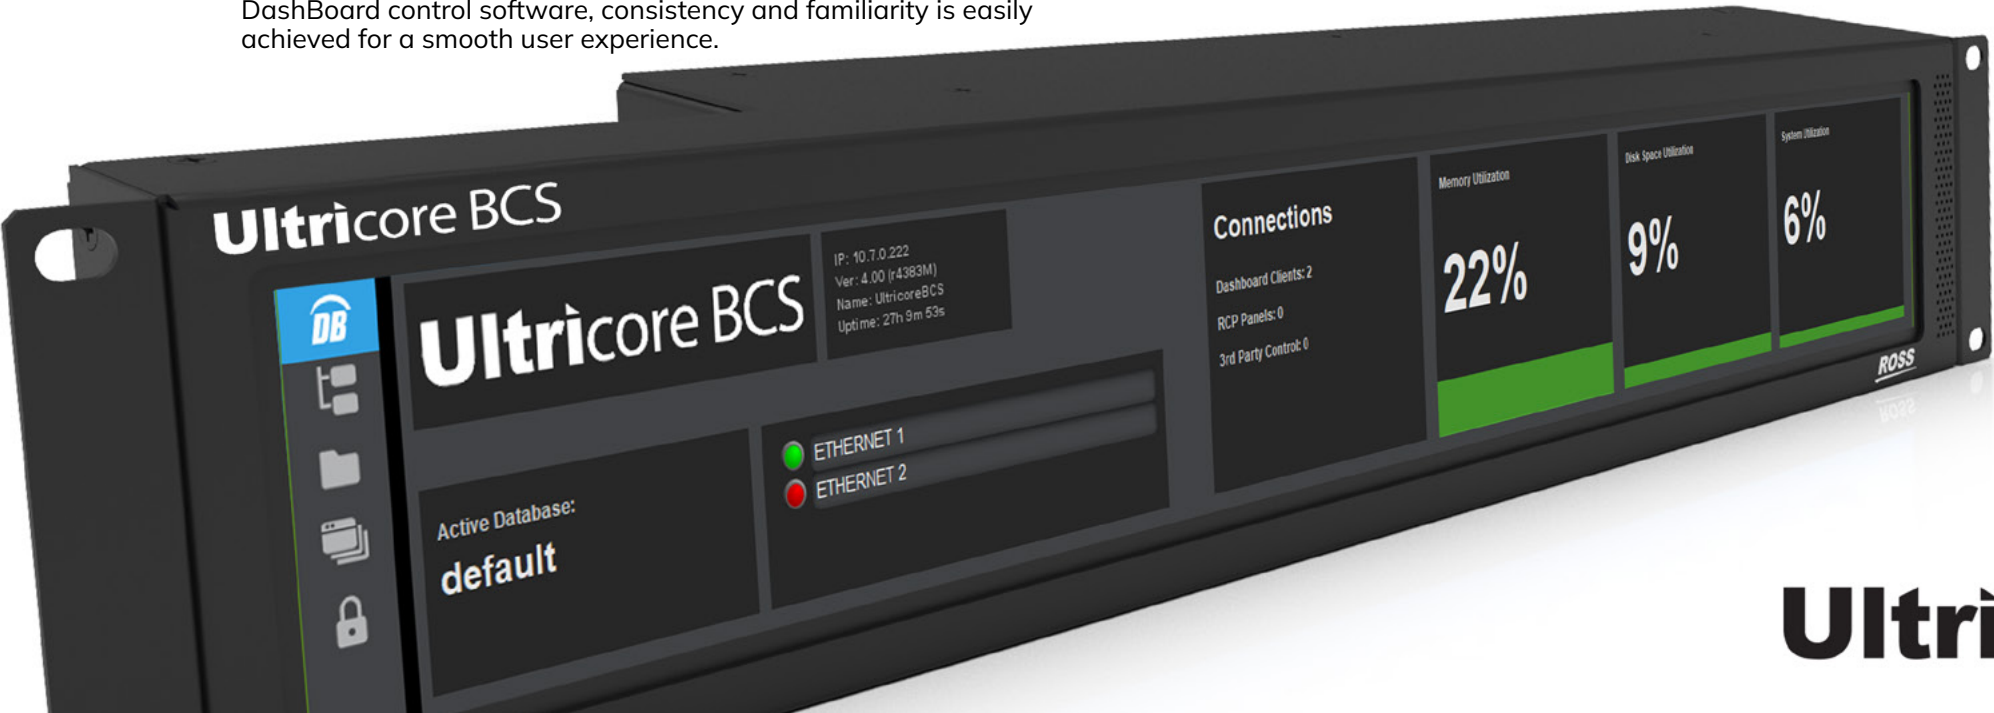 DashBoard control software, consistency and familiarity is easily
achieved for a smooth user experience.
Ultrìcore BCS
DB
Ultrìcore BCS
IP: 10.7.0.222
Ver: 4.00 (r4383M)
Name: UltricoreBCS
Uptime: 27h 9m 53s
Active Database:
default
ETHERNET 1
ETHERNET 2
Connections
Dashboard Clients: 2
RCP Panels: 0
3rd Party Control: 0
Memory Utilization
22%
Disk Space Utilization
9%
System Utilization
6%
ROSS
Ultrì